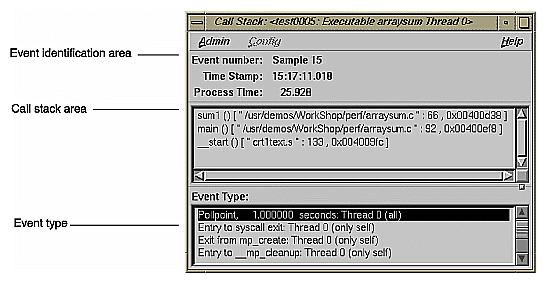 Call Stack: <test0005: Executable arraysum Thread 0>
Admin Config Help
Event identification area
Event number: Sample 15
Time Stamp: 15:17:11.018
Process Time: 25.928
Call stack area
sum1 () [ " /usr/demos/WorkShop/perf/arraysum.c " : 66 , 0x00400d38 ]
main () [ " /usr/demos/WorkShop/perf/arraysum.c " : 92 , 0x00400ef8 ]
__start () [ " crt1text.s " : 133 , 0x004009fc ]
Event Type:
Event type
Pollpoint, 1.000000 seconds: Thread 0 (all)
Entry to syscall exit: Thread 0 (only self)
Exit from mp_create: Thread 0 (only self)
Entry to __mp_cleanup: Thread 0 (only self)